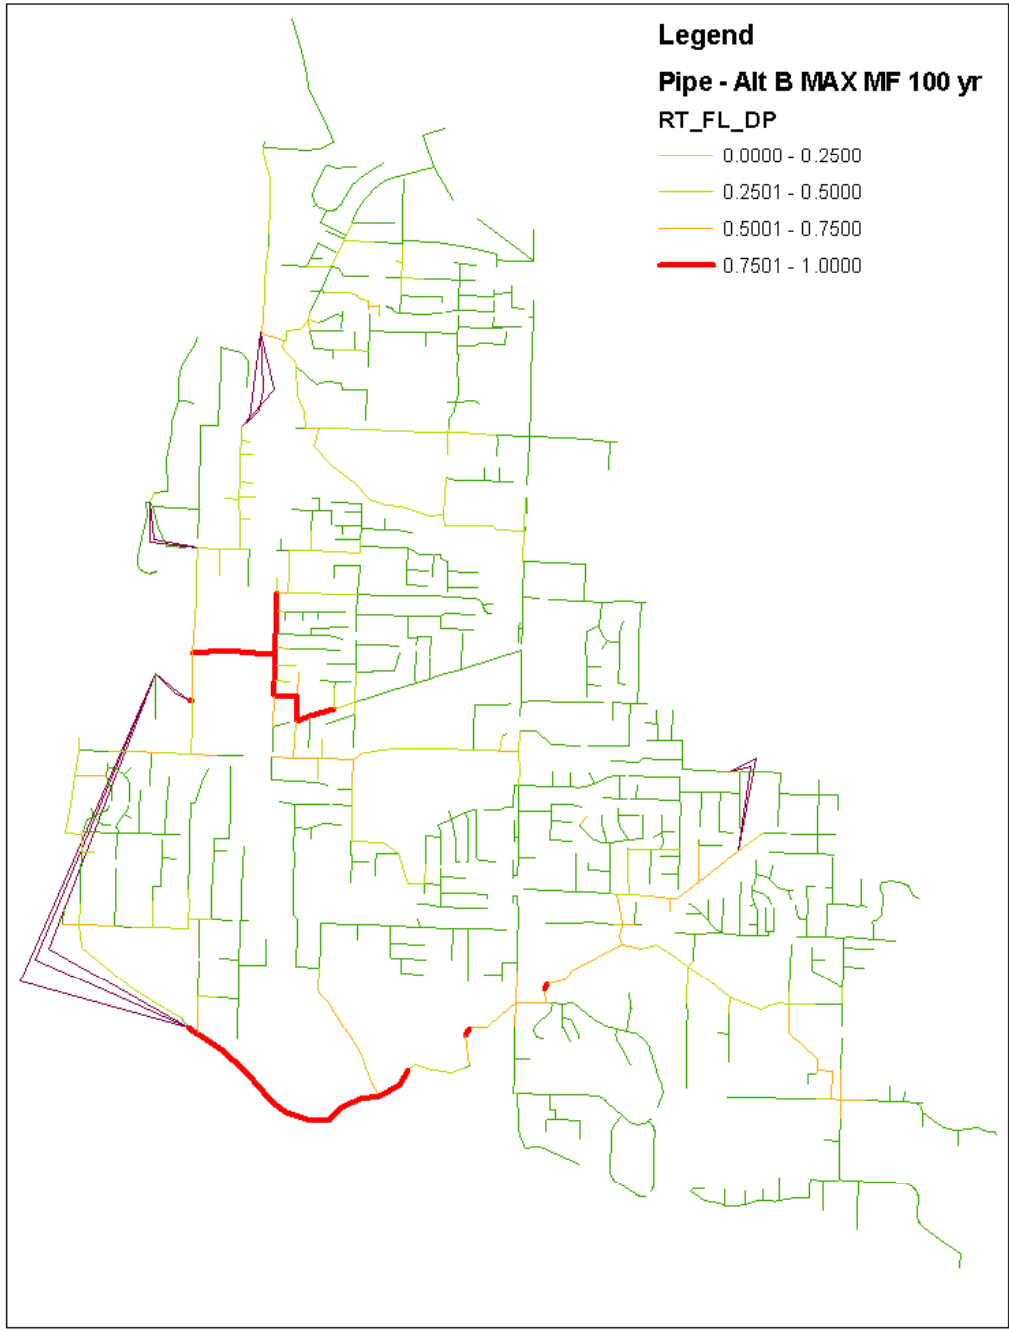 Legend
Pipe - Alt B MAX MF 100 yr
RT_FL_DP
0.0000 - 0.2500
0.2501 - 0.5000
0.5001 - 0.7500
0.7501 - 1.0000